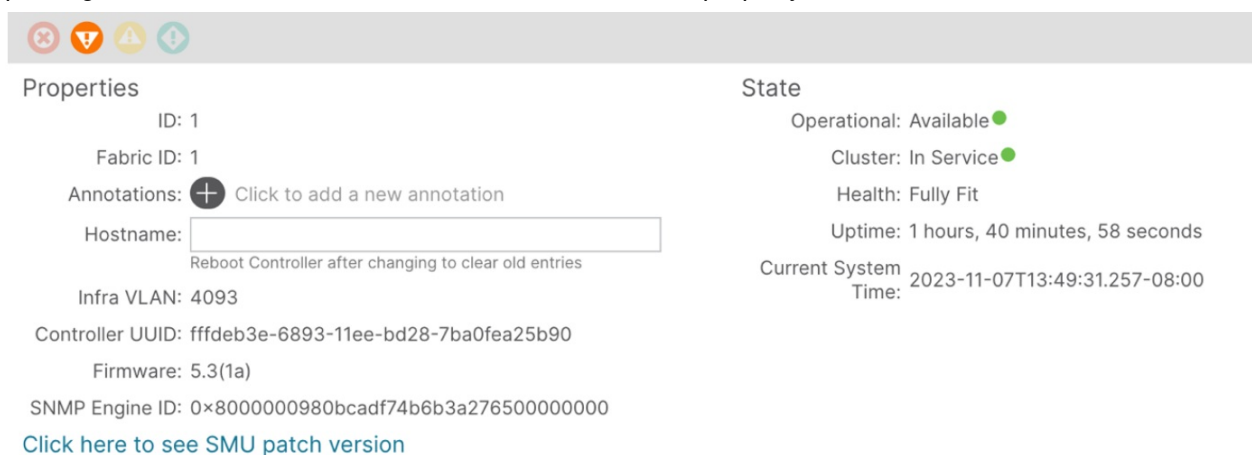 Properties
ID: 1
Fabric ID: 1
Annotations: Click to add a new annotation
Hostname:
Reboot Controller after changing to clear old entries
Infra VLAN: 4093
Controller UUID: fffdeb3e-6893-11ee-bd28-7ba0fea25b90
Firmware: 5.3(1a)
SNMP Engine ID: 0×8000000980bcadf74b6b3a276500000000
Click here to see SMU patch version
State
Operational: Available
Cluster: In Service
Health: Fully Fit
Uptime: 1 hours, 40 minutes, 58 seconds
Current System
Time: 2023-11-07T13:49:31.257-08:00